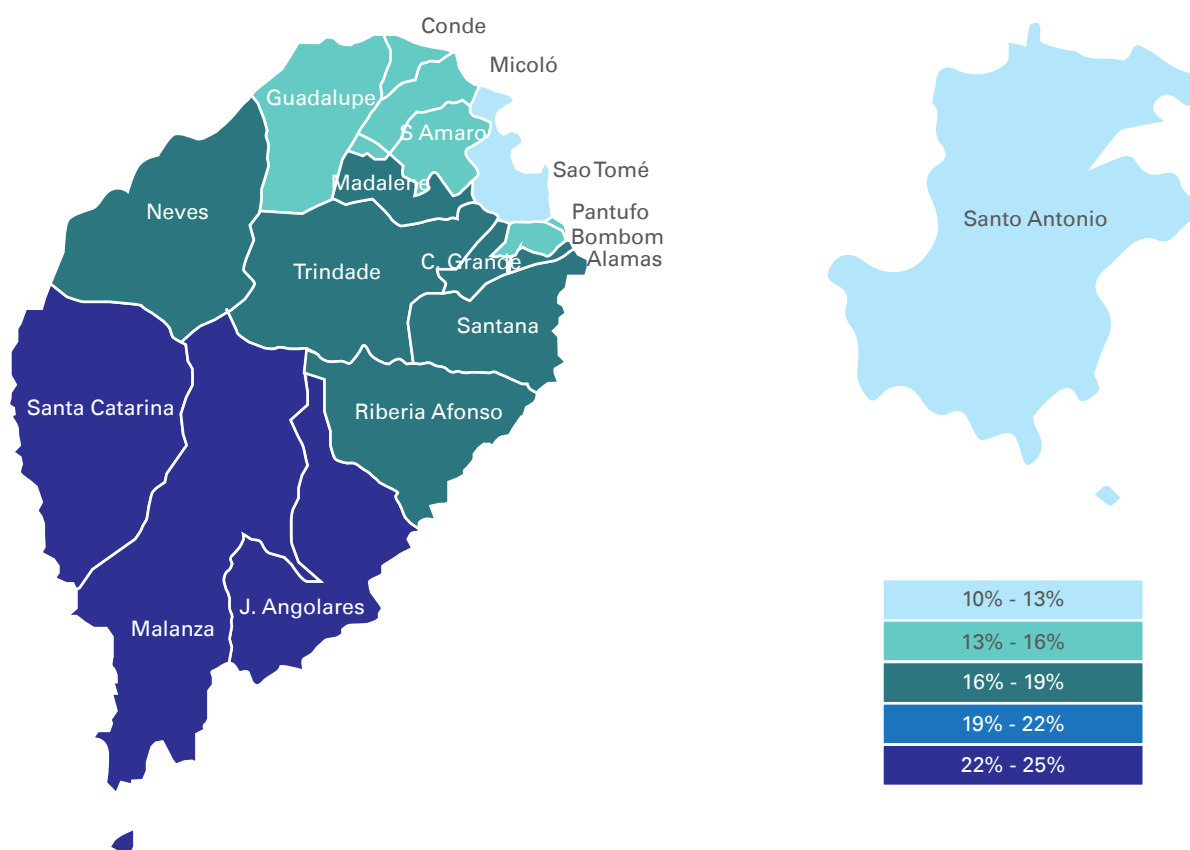 Conde
Micoló
Guadalupe
S Amaro
Sao Tomé
Madalene
Neves
Pantufo
Santo Antonio
Bombom
C. Grande
Alamas
Trindade
Santana
Santa Catarina
Riberia Afonso
10% - 13%
J. Angolares
Malanza
13% - 16%
16% - 19%
19% - 22%
22% - 25%